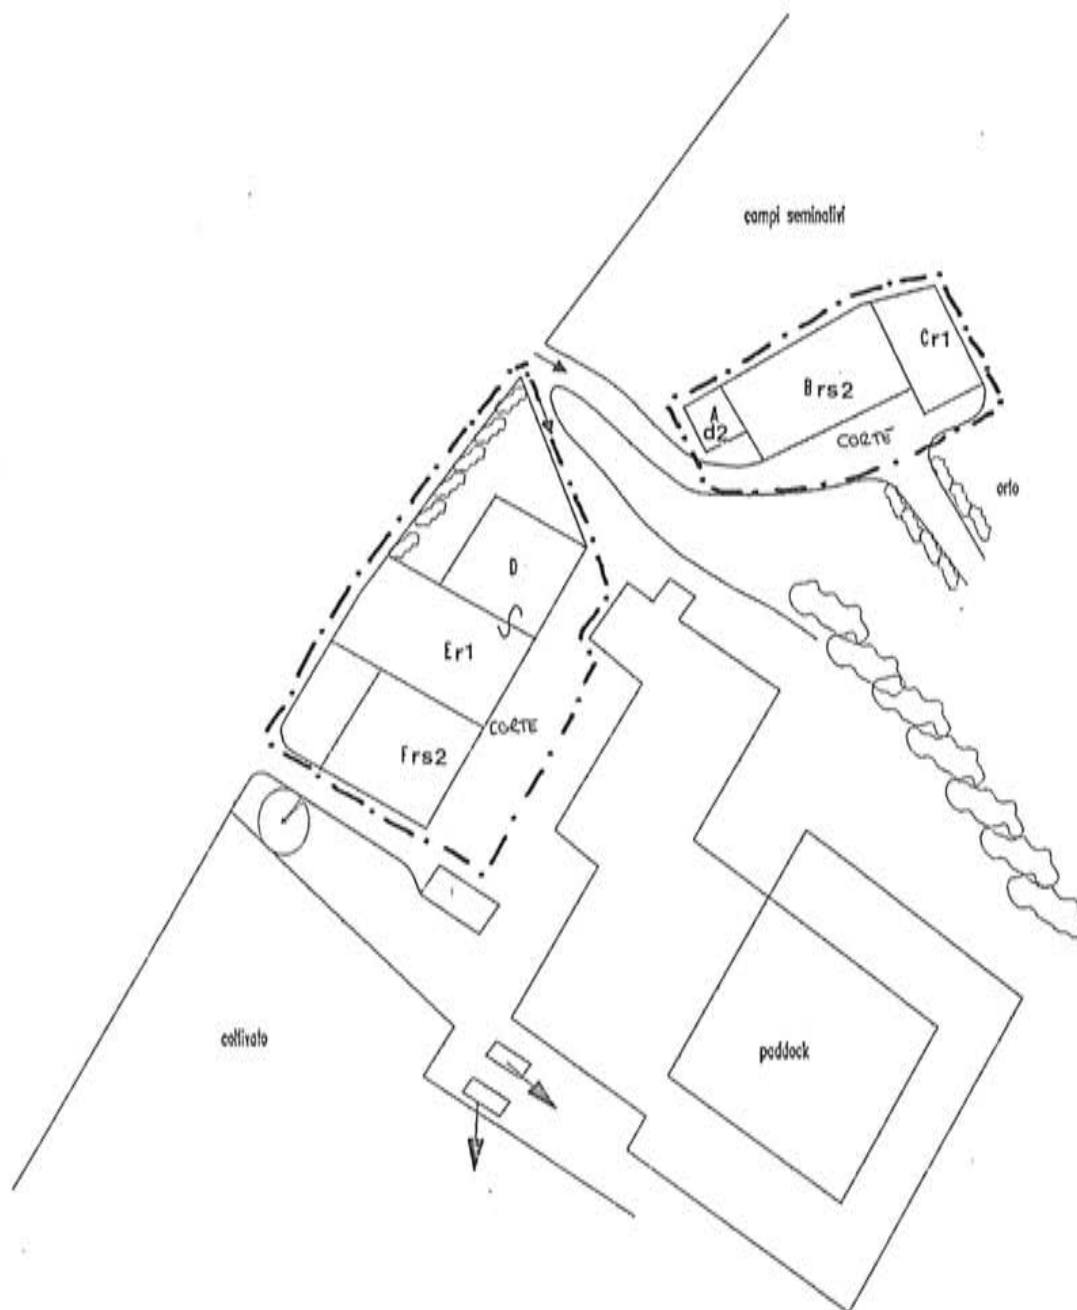 campi seminativi
Cr1
Brs2
A
d2
CORTE
orto
D
Er1
CORTE
Frs2
coltivato
paddock